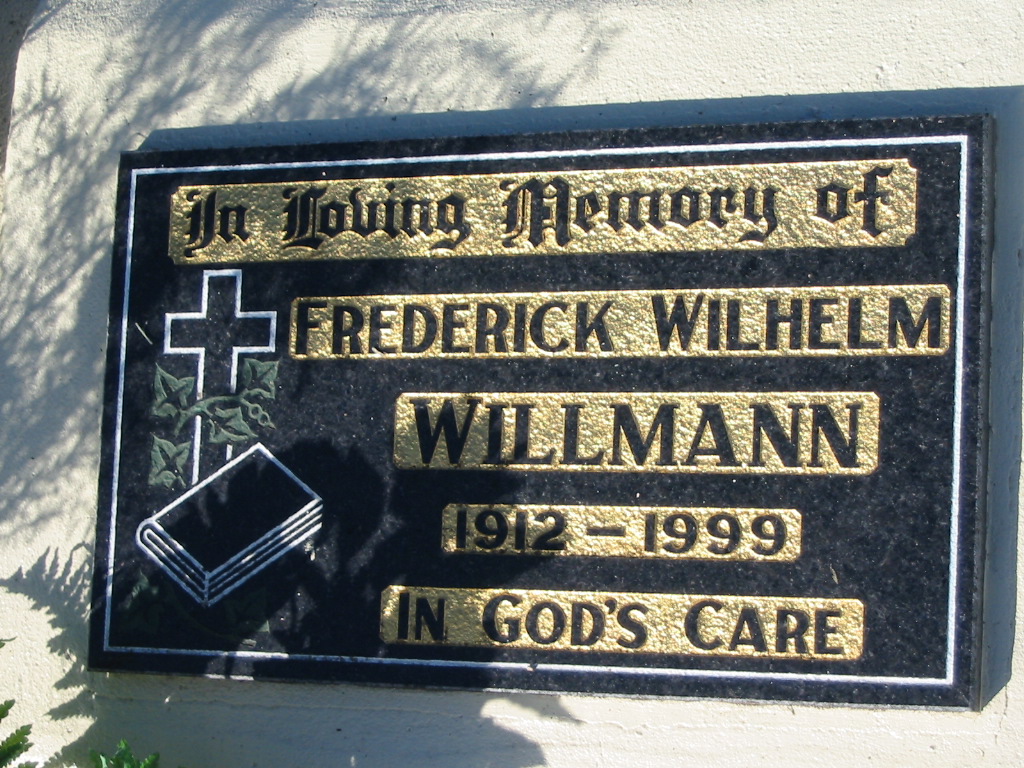 In Loving Memory of
FREDERICK WILHELM
WILLMANN
1912 – 1999
IN GOD'S CARE